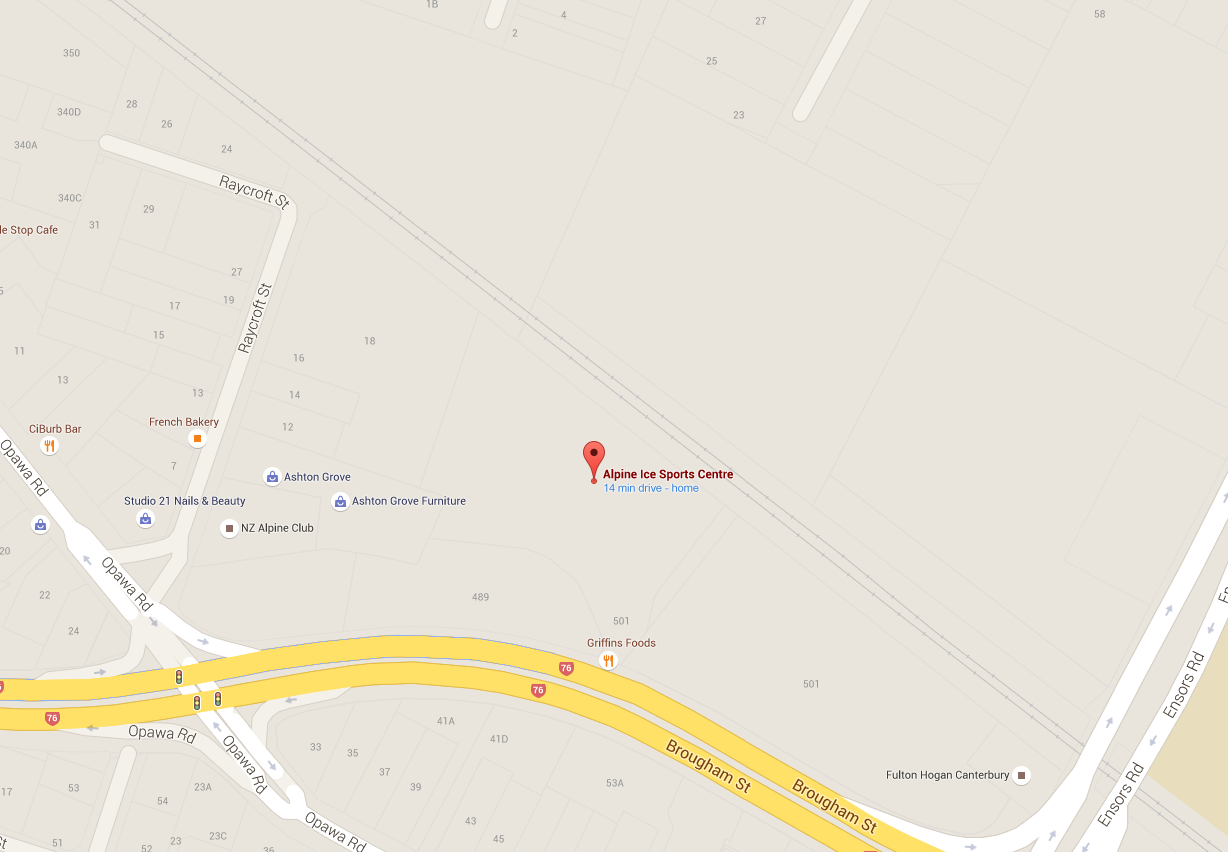 1B
4
2
27
58
350
25
28
340D
26
23
340A
24
Raycroft St
340C
29
31
le Stop Cafe
27
5
19
17
Raycroft St
15
18
11
16
13
13
14
CiBurb Bar
French Bakery
12
Opawa Rd
7
Ashton Grove
Alpine Ice Sports Centre
14 min drive - home
Studio 21 Nails & Beauty
Ashton Grove Furniture
NZ Alpine Club
20
Opawa Rd
22
489
501
24
Griffins Foods
76
501
76
76
Ensors Rd
Opawa Rd
41A
41D
Opawa Rd
33
35
37
Brougham St
Fulton Hogan Canterbury
53A
39
17
53
23A
54
Brougham St
Ensors Rd
Opawa Rd
43
45
23C
23
51
52
36
St
En